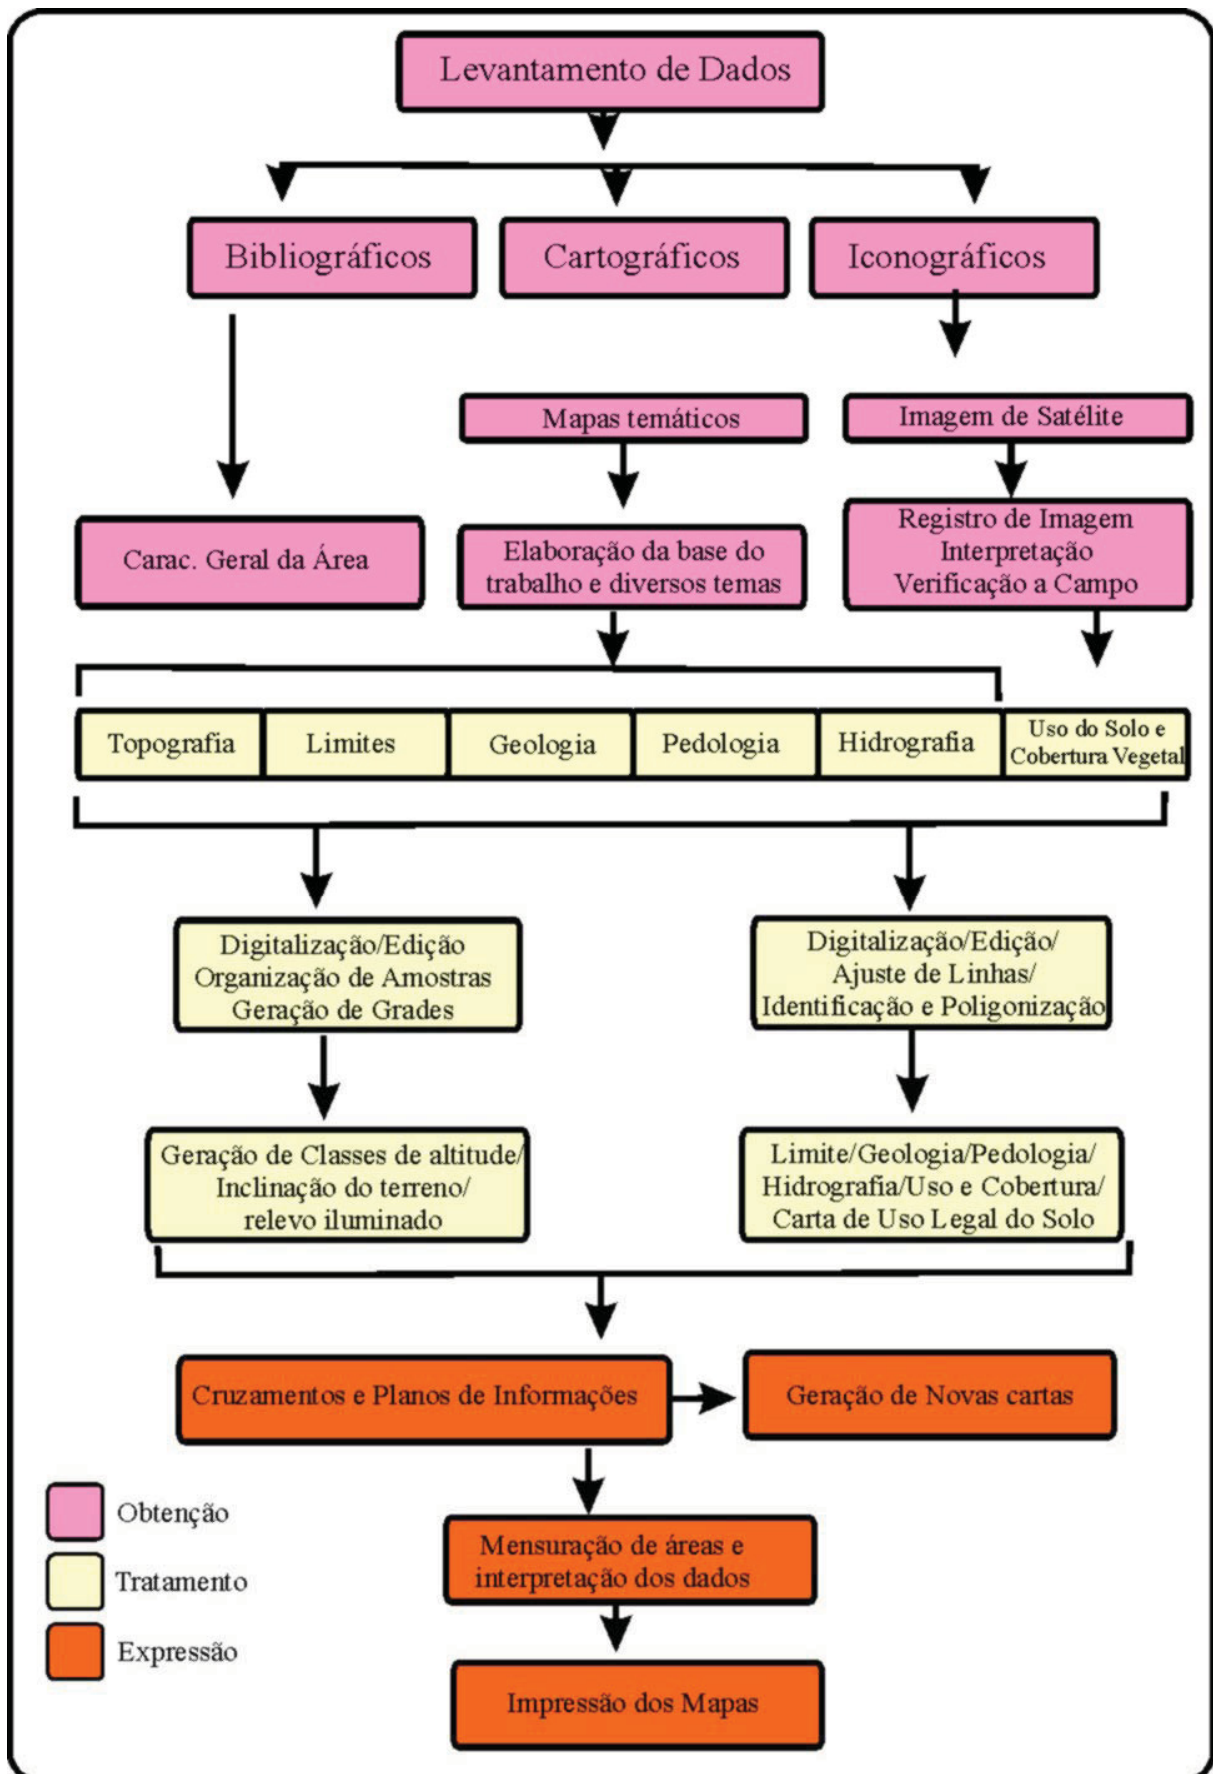 Levantamento de Dados
Bibliográficos
Cartográficos
Iconográficos
Mapas temáticos
Imagem de Satélite
Carac. Geral da Área
Elaboração da base do
trabalho e diversos temas
Registro de Imagem
Interpretação
Verificação a Campo
Topografia
Limites
Geologia
Pedologia
Hidrografia
Uso do Solo e
Cobertura Vegetal
Digitalização/Edição
Organização de Amostras
Geração de Grades
Digitalização/Edição/
Ajuste de Linhas/
Identificação e Poligonização
Geração de Classes de altitude/
Inclinação do terreno/
relevo iluminado
Limite/Geologia/Pedologia/
Hidrografia/Uso e Cobertura/
Carta de Uso Legal do Solo
Cruzamentos e Planos de Informações
Geração de Novas cartas
Mensuração de áreas e
interpretação dos dados
Impressão dos Mapas
Obtenção
Tratamento
Expressão